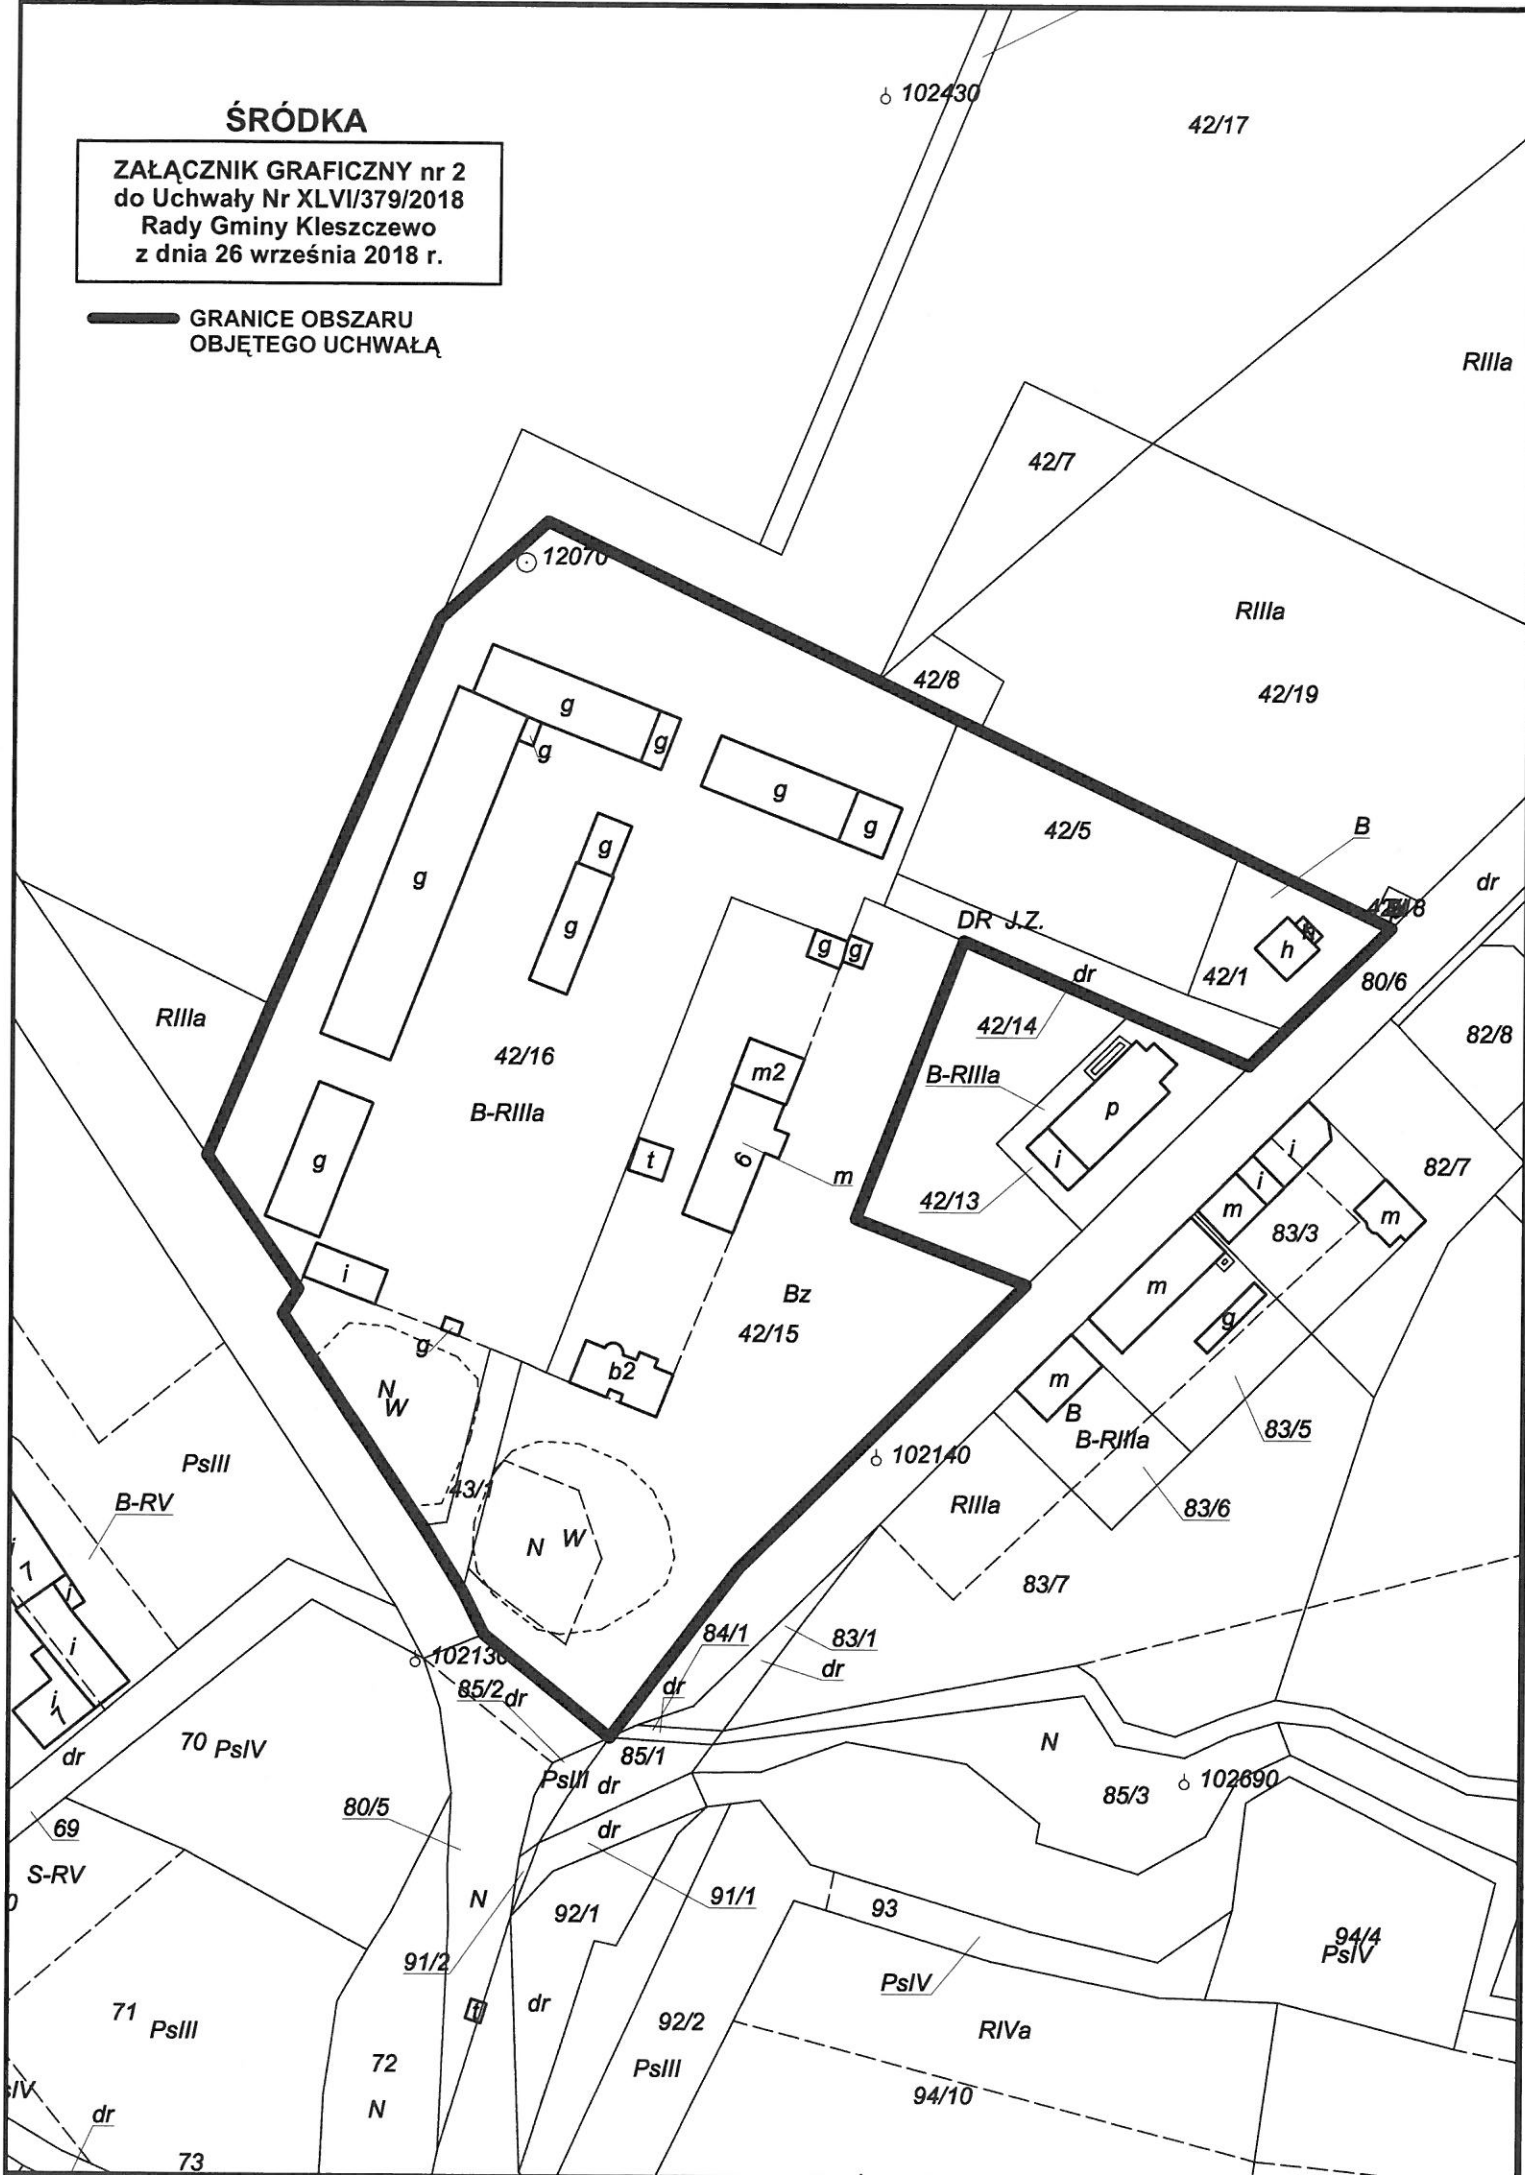 ŚRÓDKA
ZAŁĄCZNIK GRAFICZNY nr 2
do Uchwały Nr XLVI/379/2018
Rady Gminy Kleszczewo
z dnia 26 września 2018 r.
GRANICE OBSZARU
OBJĘTEGO UCHWAŁĄ
102430
42/17
RIIIa
42/7
12070
RIIIa
42/8
42/19
g
g
g
g
g
42/5
B
g
g
g
dr
DR J.Z.
g
g
h
dr
42/1
80/6
RIIIa
42/14
82/8
42/16
m2
B-RIIIa
B-RIIIa
p
g
t
6
i
i
i
82/7
m
42/13
m
m
83/3
i
Bz
m
42/15
g
g
b2
m
N
W
B
B-RIIIa
83/5
PsIII
102140
43/1
B-RV
RIIIa
83/6
N
W
i
7
83/7
i
i
84/1
83/1
102130
dr
85/2
dr
dr
i
7
70
PsIV
dr
85/1
N
PsIII
dr
102690
85/3
80/5
69
dr
S-RV
N
91/1
92/1
93
94/4
PsIV
91/2
PsIV
t
dr
71
PsIII
92/2
RIVa
72
PsIII
94/10
N
dr
73